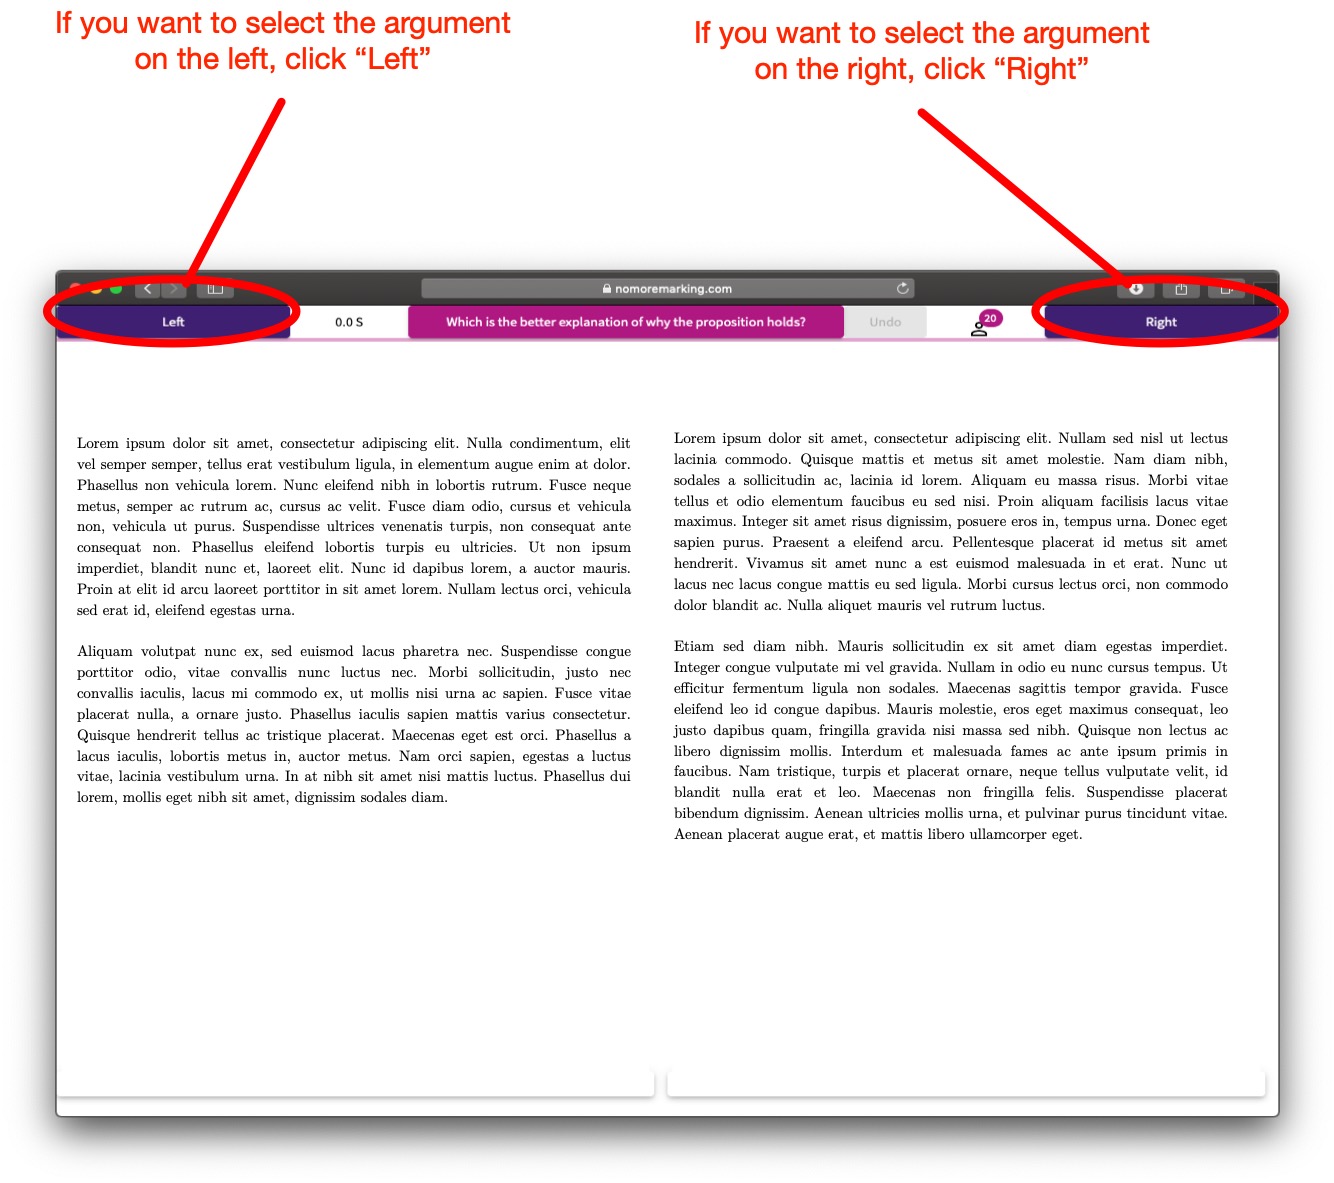 If you want to select the argument
on the left, click “Left”
If you want to select the argument
on the right, click “Right”
nomoremarking.com
Left
0.0 S
Which is the better explanation of why the proposition holds?
Undo
20
Right
Lorem ipsum dolor sit amet, consectetur adipiscing elit. Nulla condimentum, elit
vel semper semper, tellus erat vestibulum ligula, in elementum augue enim at dolor.
Phasellus non vehicula lorem. Nunc eleifend nibh in lobortis rutrum. Fusce neque
metus, semper ac rutrum ac, cursus ac velit. Fusce diam odio, cursus et vehicula
non, vehicula ut purus. Suspendisse ultrices venenatis turpis, non consequat ante
consequat non. Phasellus eleifend lobortis turpis eu ultricies. Ut non ipsum
imperdiet, blandit nunc et, laoreet elit. Nunc id dapibus lorem, a auctor mauris.
Proin at elit id arcu laoreet porttitor in sit amet lorem. Nullam lectus orci, vehicula
sed erat id, eleifend egestas urna.
Aliquam volutpat nunc ex, sed euismod lacus pharetra nec. Suspendisse congue
porttitor odio, vitae convallis nunc luctus nec. Morbi sollicitudin, justo nec
convallis iaculis, lacus mi commodo ex, ut mollis nisi urna ac sapien. Fusce vitae
placerat nulla, a ornare justo. Phasellus iaculis sapien mattis varius consectetur.
Quisque hendrerit tellus ac tristique placerat. Maecenas eget est orci. Phasellus a
lacus iaculis, lobortis metus in, auctor metus. Nam orci sapien, egestas a luctus
vitae, lacinia vestibulum urna. In at nibh sit amet nisi mattis luctus. Phasellus dui
lorem, mollis eget nibh sit amet, dignissim sodales diam.
Lorem ipsum dolor sit amet, consectetur adipiscing elit. Nullam sed nisl ut lectus
lacinia commodo. Quisque mattis et metus sit amet molestie. Nam diam nibh,
sodales a sollicitudin ac, lacinia id lorem. Aliquam eu massa risus. Morbi vitae
tellus et odio elementum faucibus eu sed nisi. Proin aliquam facilisis lacus vitae
maximus. Integer sit amet risus dignissim, posuere eros in, tempus urna. Donec eget
sapien purus. Praesent a eleifend arcu. Pellentesque placerat id metus sit amet
hendrerit. Vivamus sit amet nunc a est euismod malesuada in et erat. Nunc ut
lacus nec lacus congue mattis eu sed ligula. Morbi cursus lectus orci, non commodo
dolor blandit ac. Nulla aliquet mauris vel rutrum luctus.
Etiam sed diam nibh. Mauris sollicitudin ex sit amet diam egestas imperdiet.
Integer congue vulputate mi vel gravida. Nullam in odio eu nunc cursus tempus. Ut
efficitur fermentum ligula non sodales. Maecenas sagittis tempor gravida. Fusce
eleifend leo id congue dapibus. Mauris molestie, eros eget maximus consequat, leo
justo dapibus quam, fringilla gravida nisi massa sed nibh. Quisque non lectus ac
libero dignissim mollis. Interdum et malesuada fames ac ante ipsum primis in
faucibus. Nam tristique, turpis et placerat ornare, neque tellus vulputate velit, id
blandit nulla erat et leo. Maecenas non fringilla felis. Suspendisse placerat
bibendum dignissim. Aenean ultricies mollis urna, et pulvinar purus tincidunt vitae.
Aenean placerat augue erat, et mattis libero ullamcorper eget.